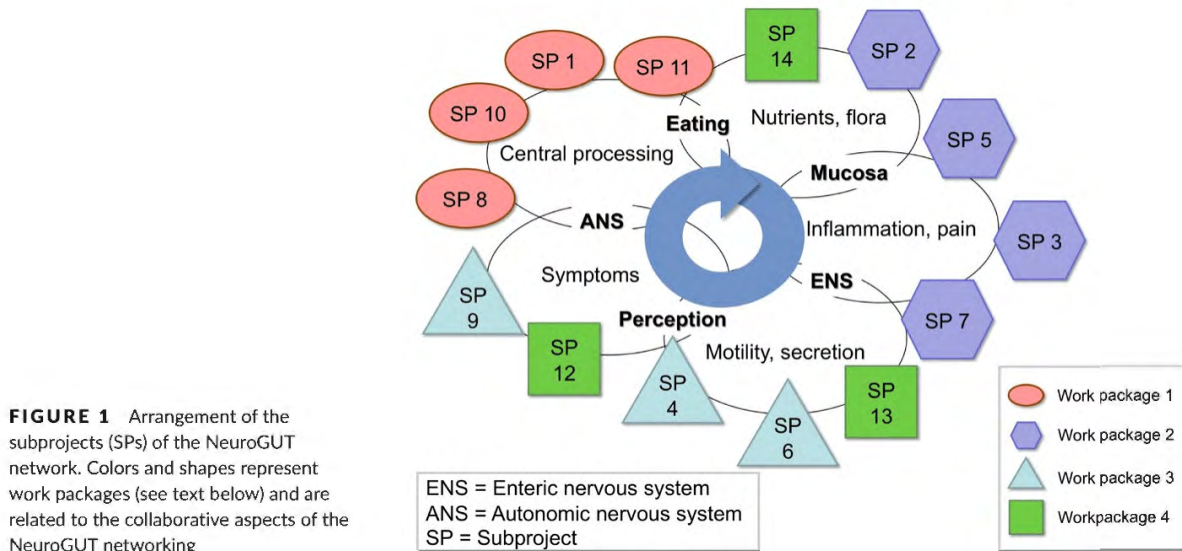 SP
14
SP 2
SP 1
SP 11
SP 10
Eating
Nutrients, flora
SP 5
Central processing
Mucosa
SP 8
ANS
Inflammation, pain
SP 3
Symptoms
ENS
SP
9
Perception
SP 7
SP
12
Motility, secretion
SP
4
SP
13
SP
6
Work package 1
Work package 2
Work package 3
Workpackage 4
ENS = Enteric nervous system
ANS = Autonomic nervous system
SP = Subproject
FIGURE 1 Arrangement of the
subprojects (SPs) of the NeuroGUT
network. Colors and shapes represent
work packages (see text below) and are
related to the collaborative aspects of the
NeuroGUT networking